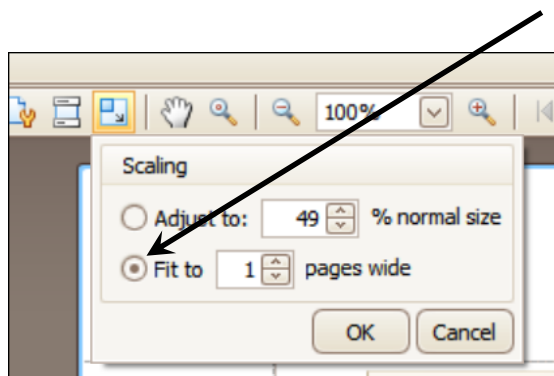 100%
Scaling
Adjust to: 49 % normal size
Fit to 1 pages wide
OK Cancel